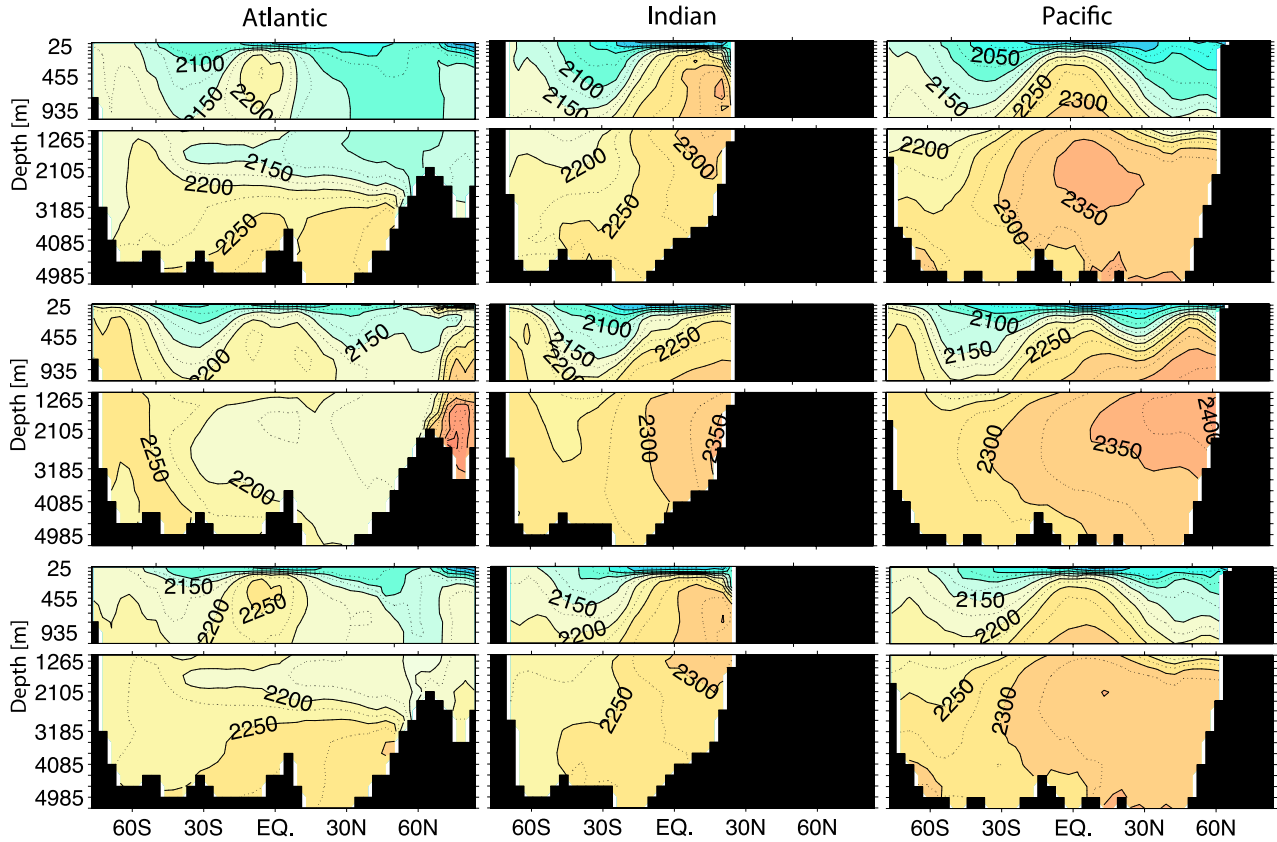 Atlantic Indian Pacific
25 2100 2100 2050
455 2150 2200 2150 2150 2250 2300
935
Depth [m]
1265 2150 2200 2300 2200
2105 2200
3185 2250 2250 2300 2350
4085
4985
25 2100 2100
455 2150 2200 2150 2200 2250 2150 2250
935
Depth [m]
1265 2400
2105 2250 2300 2350 2300 2350
3185 2200
4085
4985
25 2150 2150 2150
455 2200 2250 2200 2200
935
Depth [m]
1265 2300
2105 2200 2250 2250 2300
3185 2250
4085
4985
60S 30S EQ. 30N 60N 60S 30S EQ. 30N 60N 60S 30S EQ. 30N 60N